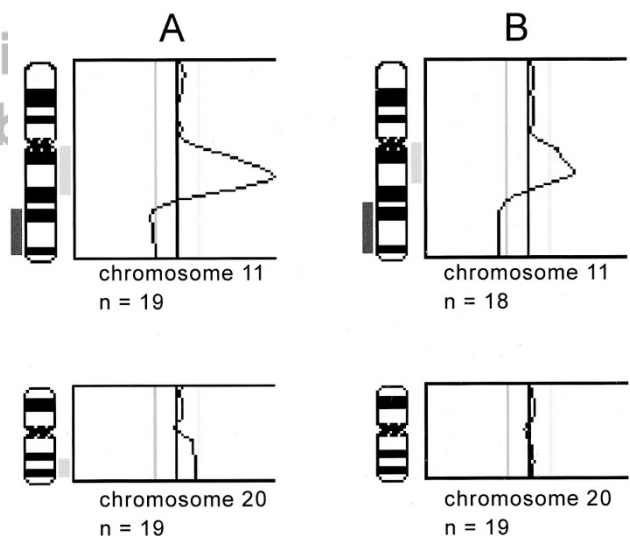 A
B
chromosome 11
n = 19
chromosome 11
n = 18
chromosome 20
n = 19
chromosome 20
n = 19